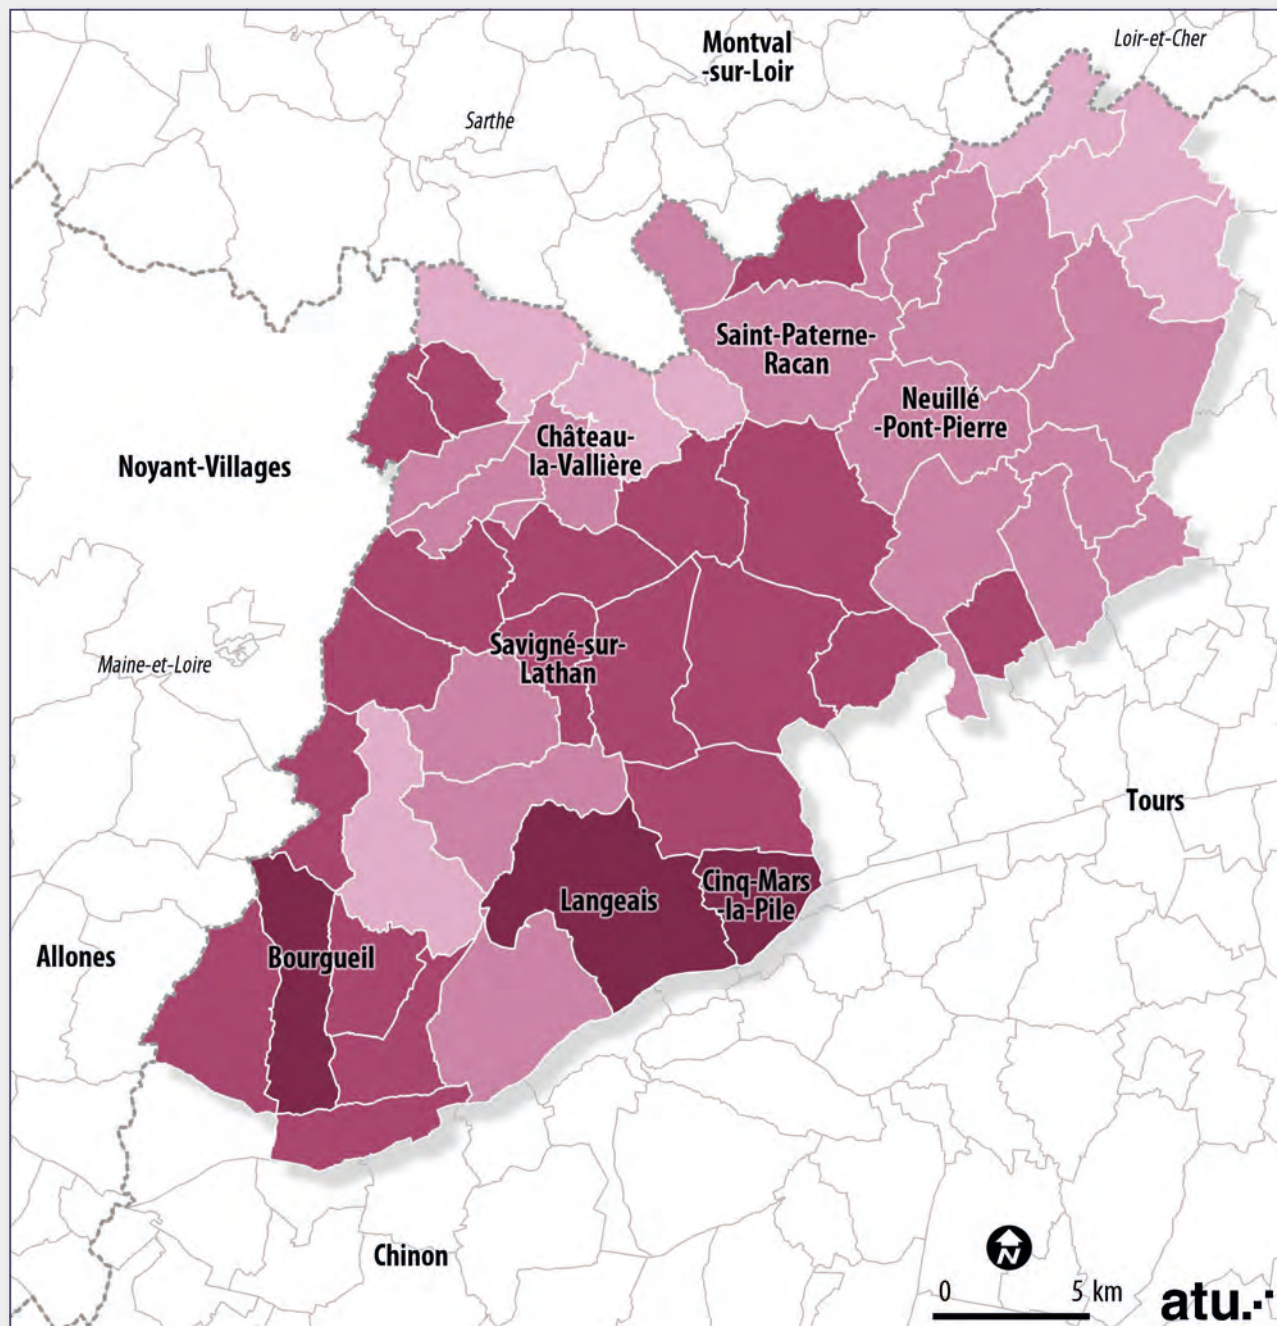 Montval
-sur-Loir
Loir-et-Cher
Sarthe
Saint-Paterne-
Racan
Neuillé
-Pont-Pierre
Château-
la-Vallière
Noyant-Villages
Savigné-sur-
Lathan
Maine-et-Loire
Tours
Cinq-Mars
-la-Pile
Langeais
Bourgueil
Allones
Chinon
N
0 5 km
atu.